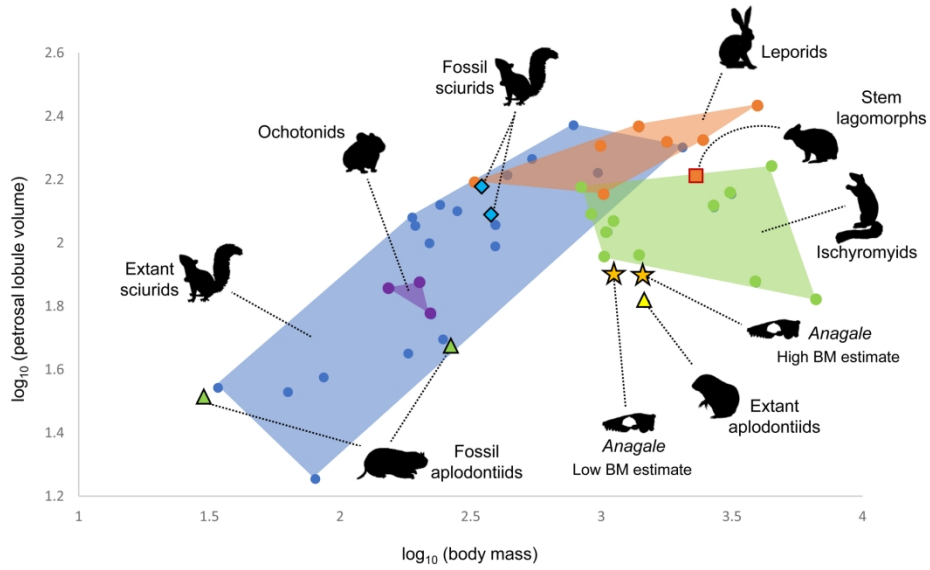 2.6
2.4
2.2
2
1.8
1.6
1.4
1.2
1
1.5
2
2.5
3
3.5
4
log10 (petrosal lobule volume)
log10 (body mass)
Fossil
sciurids
Leporids
Stem
lagomorphs
Ochotonids
Ischyromyids
Extant
sciurids
Anagale
High BM estimate
Extant
aplodontiids
Anagale
Low BM estimate
Fossil
aplodontiids